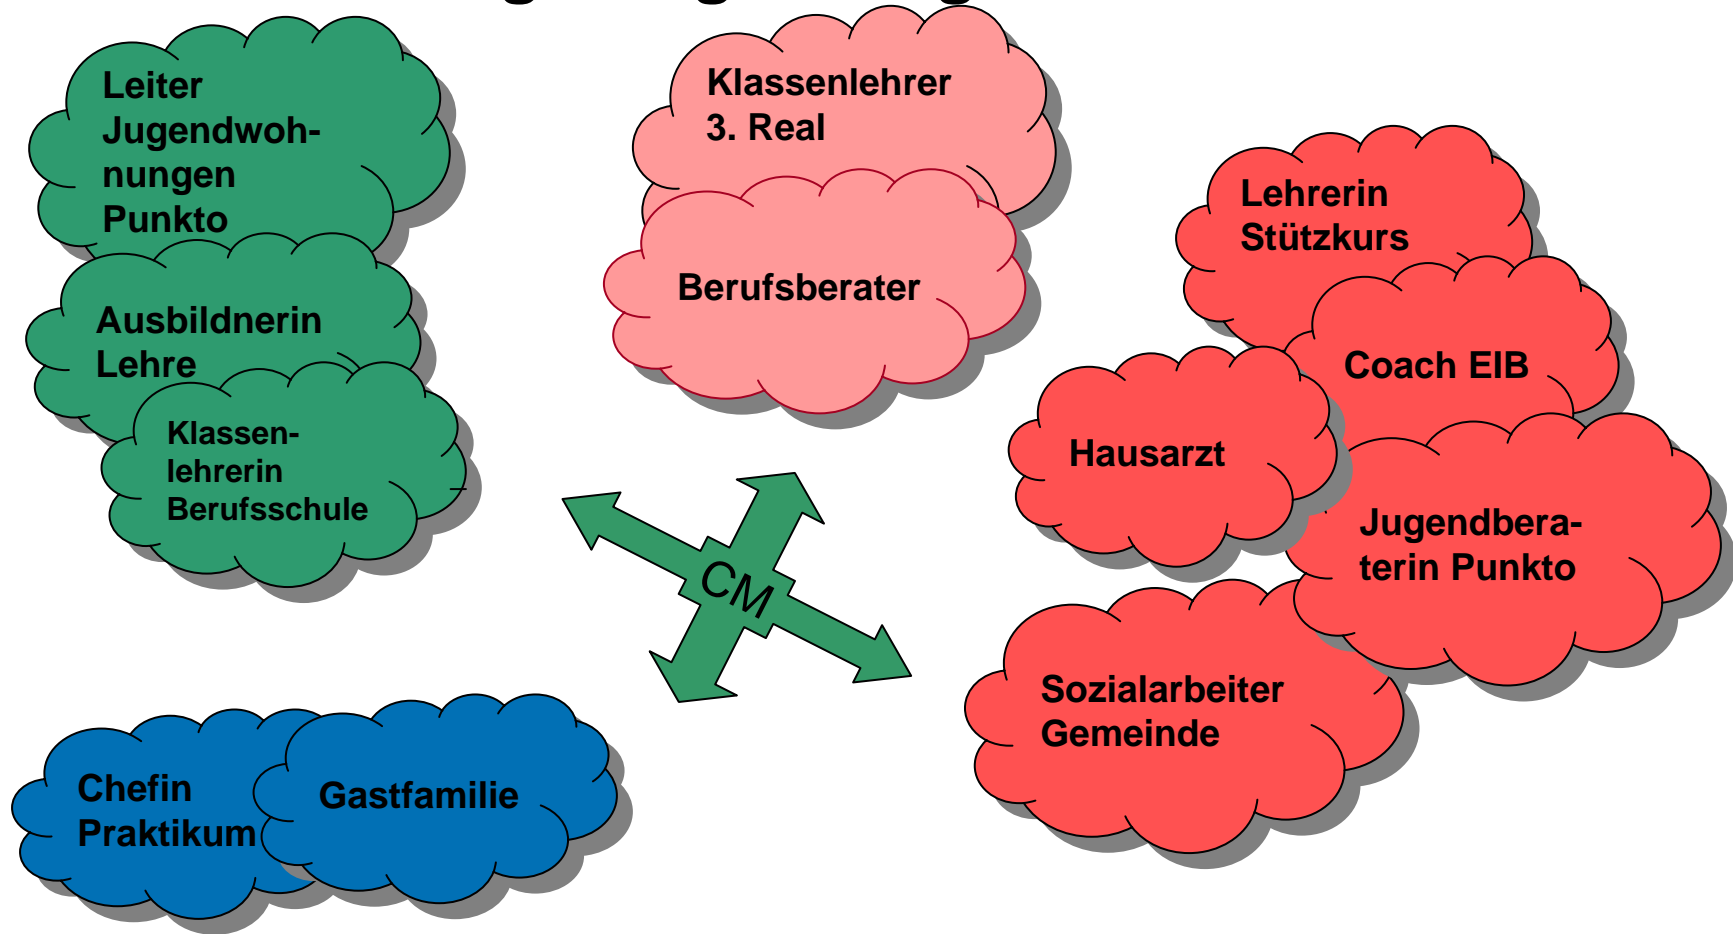 Leiter
Jugendwoh-
nungen
Punkto
Ausbildnerin
Lehre
Klassen-
lehrerin
Berufsschule
Klassenlehrer
3. Real
Berufsberater
Lehrerin
Stützkurs
Coach EIB
Hausarzt
Jugendbera-
terin Punkto
Sozialarbeiter
Gemeinde
CM
Chefin
Praktikum
Gastfamilie